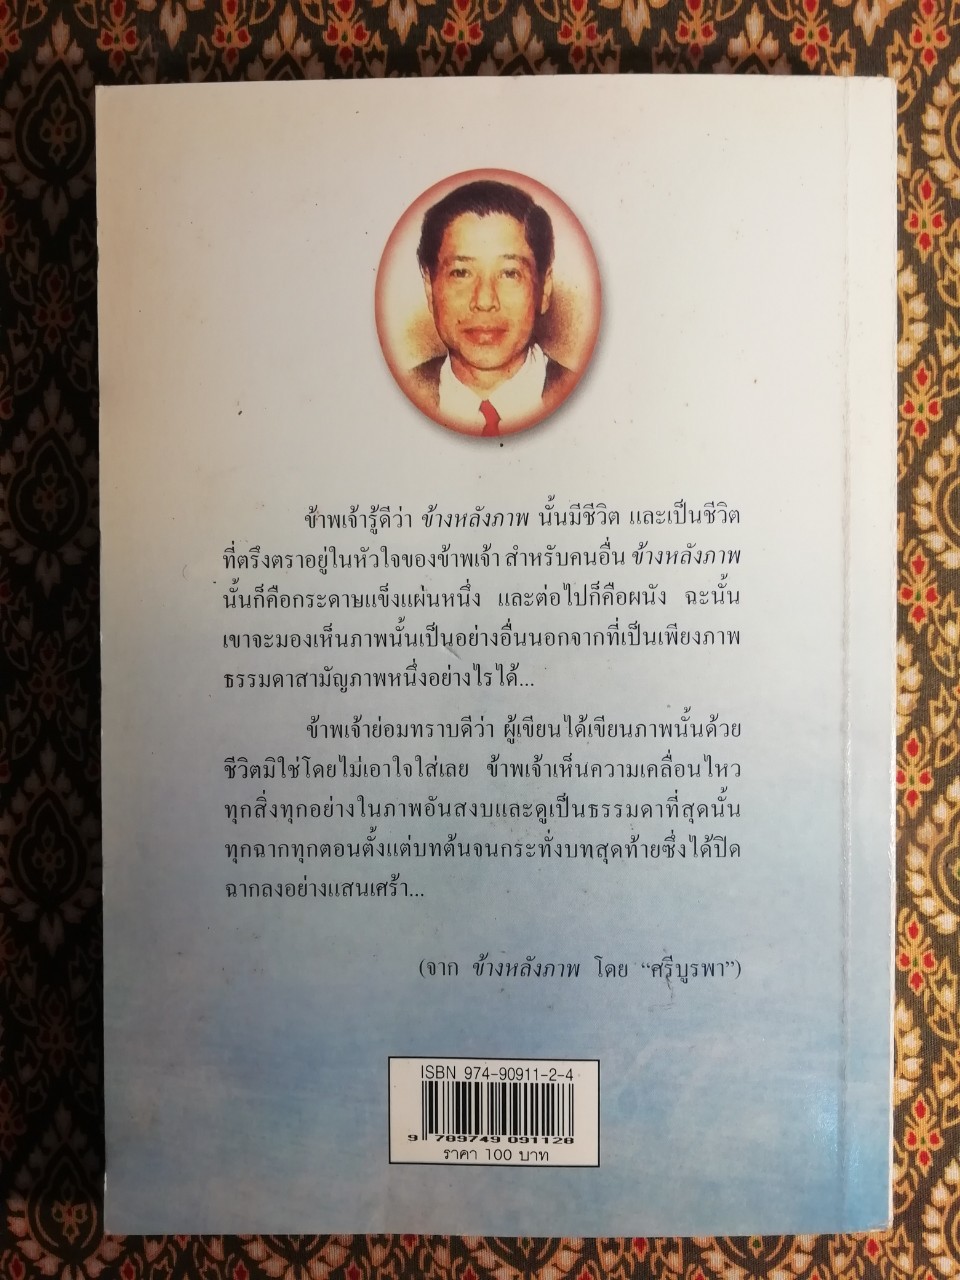 ข้าพเจ้ารู้ดีว่า ข้างหลังภาพ นั้นมีชีวิต และเป็นชีวิต
ที่ตรึงตราอยู่ในหัวใจของข้าพเจ้า สำหรับคนอื่น ข้างหลังภาพ
นั้นก็คือกระดาษแข็งแผ่นหนึ่ง และต่อไปก็คือผนัง ฉะนั้น
เขาจะมองเห็นภาพนั้นเป็นอย่างอื่นนอกจากที่เป็นเพียงภาพ
ธรรมดาสามัญภาพหนึ่งอย่างไรได้...
ข้าพเจ้าย่อมทราบดีว่า ผู้เขียนได้เขียนภาพนั้นด้วย
ชีวิตมิใช่โดยไม่เอาใจใส่เลย ข้าพเจ้าเห็นความเคลื่อนไหว
ทุกสิ่งทุกอย่างในภาพอันสงบและดูเป็นธรรมดาที่สุดนั้น
ทุกฉากทุกตอนตั้งแต่บทต้นจนกระทั่งบทสุดท้ายซึ่งได้ปิด
ฉากลงอย่างแสนเศร้า...
(จาก ข้างหลังภาพ โดย “ศรีบูรพา”)
ISBN 974-90911-2-4
9 789749 091128
ราคา 100 บาท